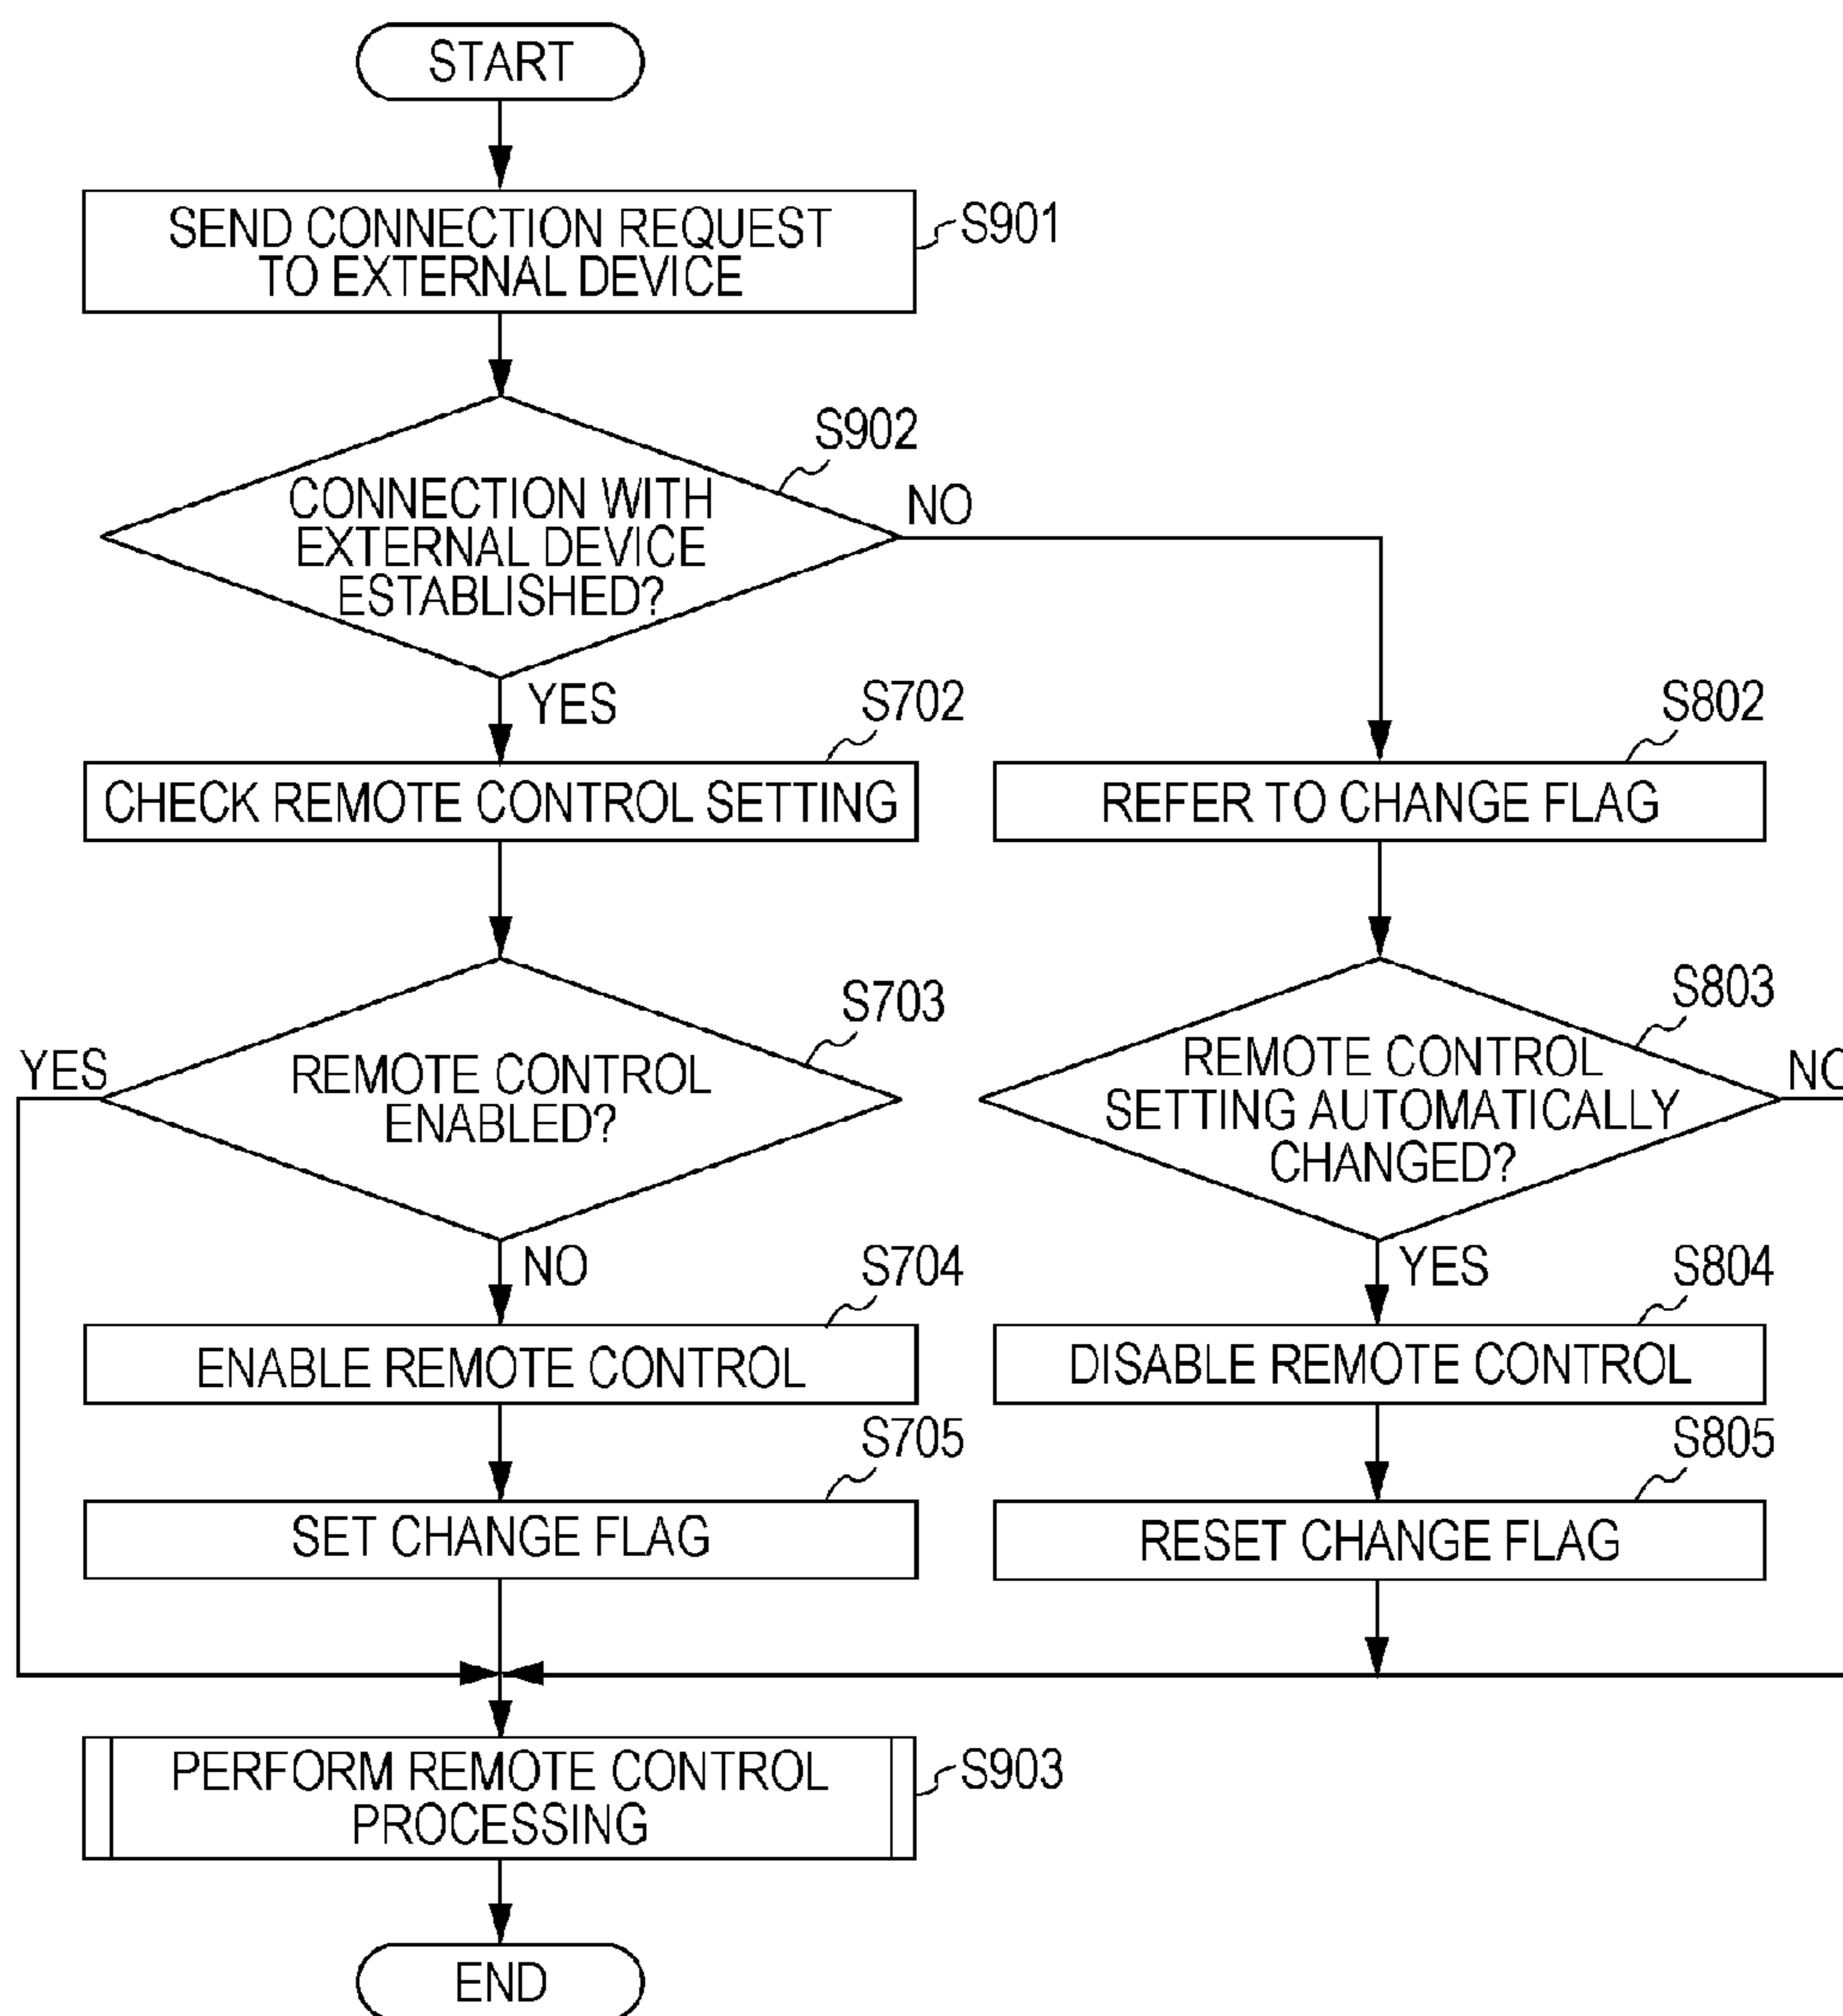 START
SEND CONNECTION REQUEST
TO EXTERNAL DEVICE
S901
S902
CONNECTION WITH
EXTERNAL DEVICE
ESTABLISHED?
NO
YES
S702
CHECK REMOTE CONTROL SETTING
S802
REFER TO CHANGE FLAG
S703
REMOTE CONTROL
ENABLED?
YES
NO
S803
REMOTE CONTROL
SETTING AUTOMATICALLY
CHANGED?
NO
YES
S704
ENABLE REMOTE CONTROL
S804
DISABLE REMOTE CONTROL
S705
SET CHANGE FLAG
S805
RESET CHANGE FLAG
PERFORM REMOTE CONTROL
PROCESSING
S903
END